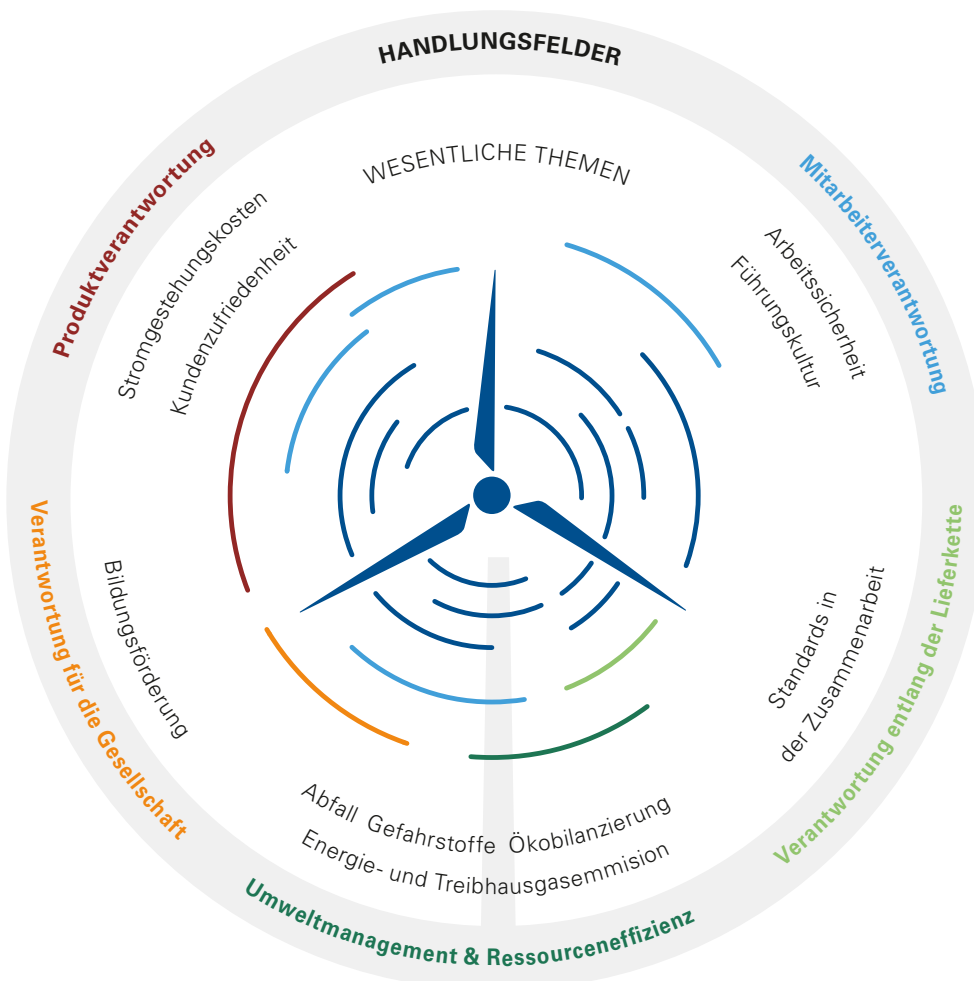 HANDLUNGSFELDER
WESENTLICHE THEMEN
Produktverantwortung
Stromgestehungskosten
Kundenzufriedenheit
Mitarbeiterverantwortung
Arbeitssicherheit
Führungskultur
Verantwortung entlang der Lieferkette
Standards in
der Zusammenarbeit
Verantwortung für die Gesellschaft
Bildungsförderung
Abfall Gefahrstoffe Ökobilanzierung
Energie- und Treibhausgasemmision
Umweltmanagement & Ressourceneffizienz